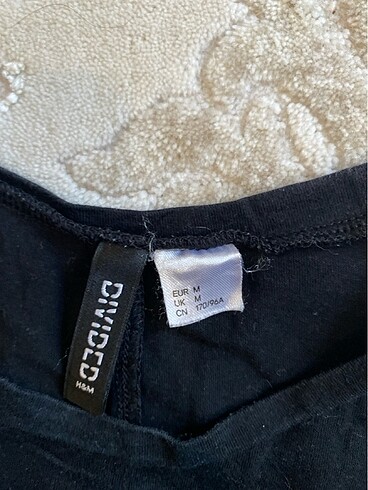 DIVIDED
H&M
EUR M
UK M
CN 170/96A